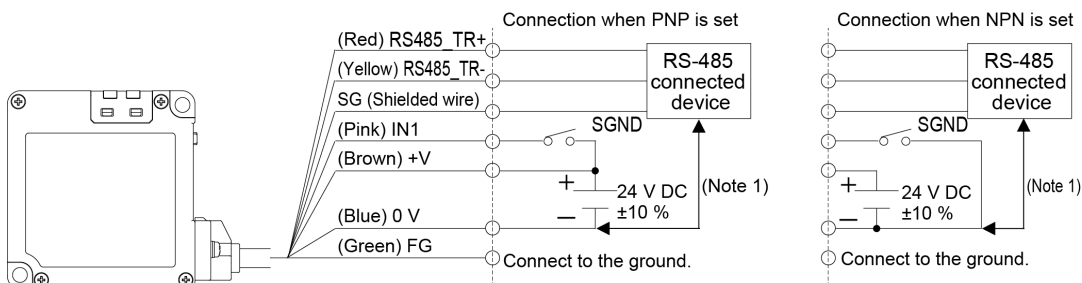 Connection when PNP is set
Connection when NPN is set
(Red) RS485_TR+
(Yellow) RS485_TR-
SG (Shielded wire)
(Pink) IN1
(Brown) +V
(Blue) 0 V
(Green) FG
RS-485
connected
device
SGND
+
24 V DC
±10 %
−
(Note 1)
Connect to the ground.
RS-485
connected
device
SGND
+
24 V DC
±10 %
−
(Note 1)
Connect to the ground.